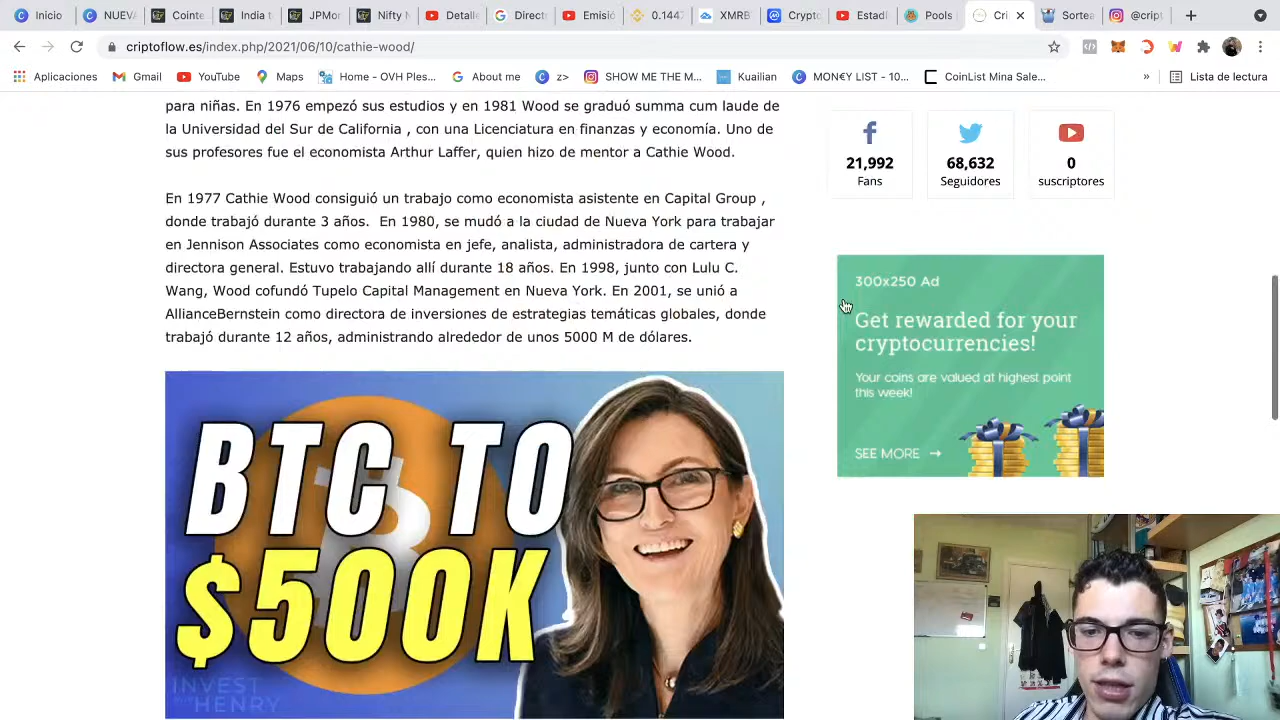 Inicio
NUEV
Cointe
India t
JPMor
Nifty
Detalle
Direct
Emisió
0.1447
XMRB
Crypto
Estadí
Pools
Cri
Sortea
@cript
criptoflow.es/index.php/2021/06/10/cathie-wood/
Aplicaciones
Gmail
YouTube
Maps
Home - OVH Ples...
About me
z>
SHOW ME THE M...
Kuailian
MON€Y LIST - 10...
CoinList Mina Sale...
»
Lista de lectura
para niñas. En 1976 empezó sus estudios y en 1981 Wood se graduó summa cum laude de
la Universidad del Sur de California , con una Licenciatura en finanzas y economía. Uno de
sus profesores fue el economista Arthur Laffer, quien hizo de mentor a Cathie Wood.
En 1977 Cathie Wood consiguió un trabajo como economista asistente en Capital Group ,
donde trabajó durante 3 años. En 1980, se mudó a la ciudad de Nueva York para trabajar
en Jennison Associates como economista en jefe, analista, administradora de cartera y
directora general. Estuvo trabajando allí durante 18 años. En 1998, junto con Lulu C.
Wang, Wood cofundó Tupelo Capital Management en Nueva York. En 2001, se unió a
AllianceBernstein como directora de inversiones de estrategias temáticas globales, donde
trabajó durante 12 años, administrando alrededor de unos 5000 M de dólares.
BTC TO
$500K
INVEST
HENRY
21,992
Fans
68,632
Seguidores
0
suscriptores
300x250 Ad
Get rewarded for your
cryptocurrencies!
Your coins are valued at highest point
this week!
SEE MORE →